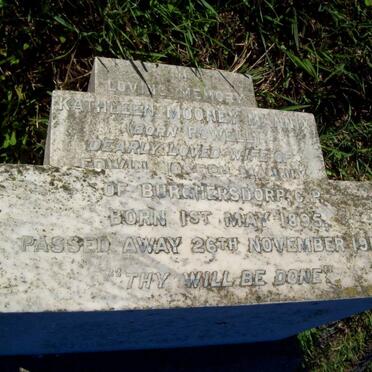 LOVING MEMORY
KATHLEEN MOONEY
(BORN
DEARLY LOVED WIFE OF
OF BURGHERSDORP, C.P.
BORN 1ST MAY 1895
PASSED AWAY 26TH NOVEMBER
"THY WILL BE DONE"